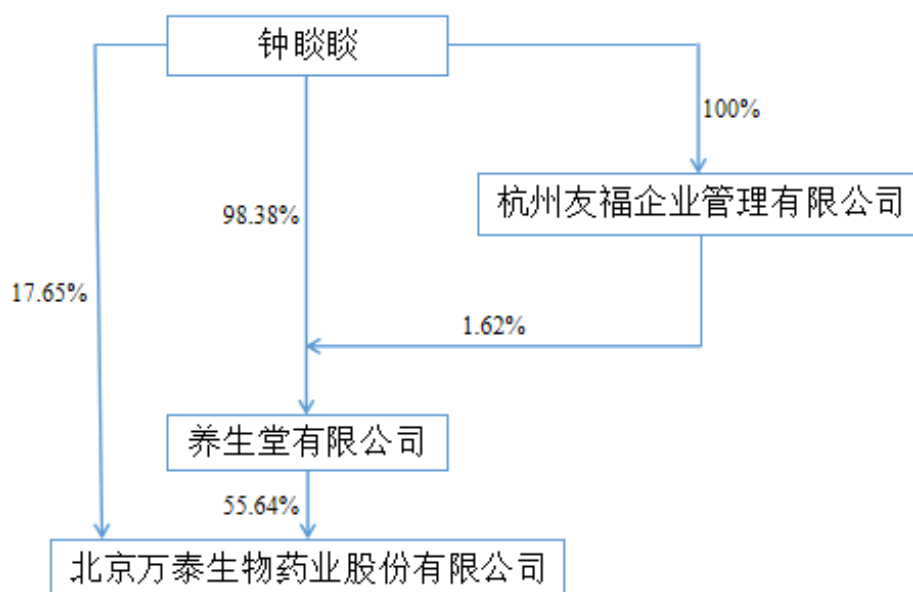 钟睒睒
100%
杭州友福企业管理有限公司
98.38%
17.65%
1.62%
养生堂有限公司
55.64%
北京万泰生物药业股份有限公司